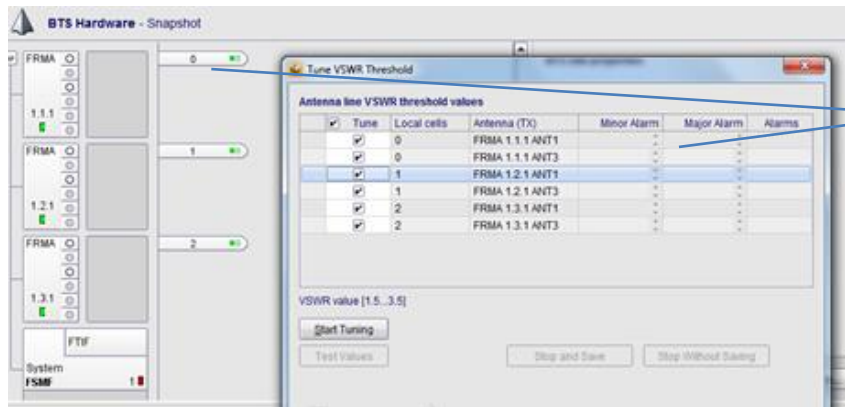 BTS Hardware - Snapshot
FRMA
1.1.1
0
FRMA
1.2.1
1
FRMA
1.3.1
2
FTIF
System
FSMF 1
Tune VSWR Threshold
Antenna line VSWR threshold values
Tune Local cells Antenna (TX) Minor Alarm Major Alarm Alarms
0 FRMA 1.1.1 ANT1
0 FRMA 1.1.1 ANT3
1 FRMA 1.2.1 ANT1
1 FRMA 1.2.1 ANT3
2 FRMA 1.3.1 ANT1
2 FRMA 1.3.1 ANT3
VSWR value [1.5...3.5]
Start Tuning
Test Values Stop and Save Stop Without Saving